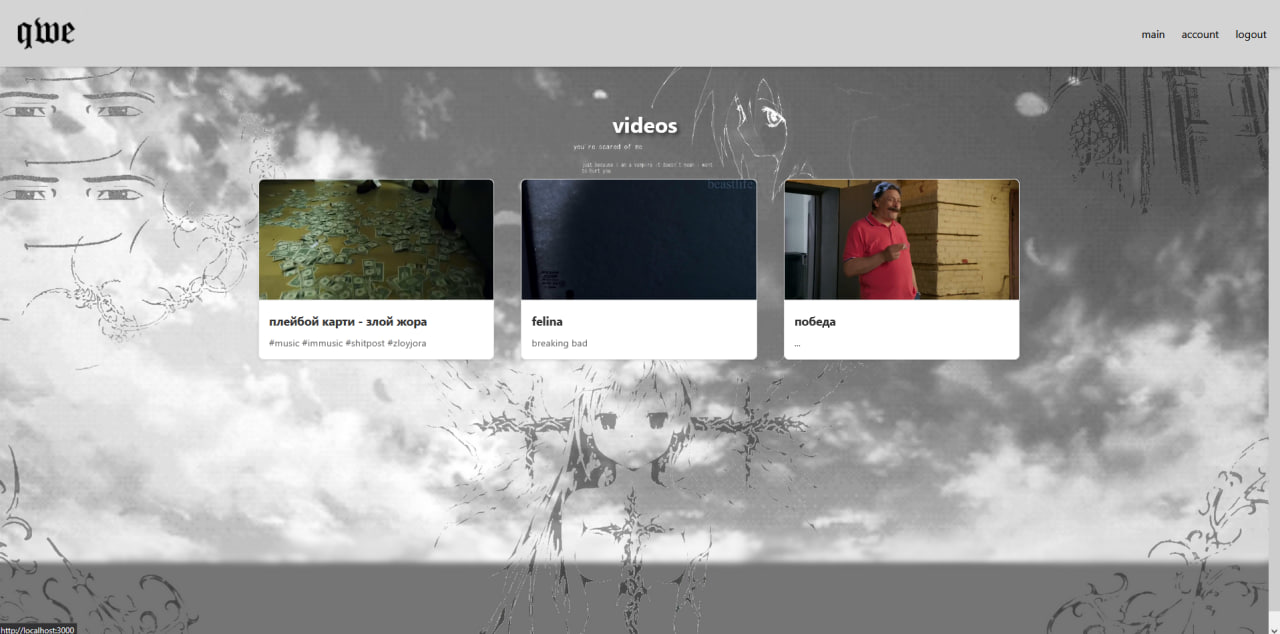 qwe
main account logout
videos
you're scared of me
just because i am a vampire it doesn't mean i want
to hurt you
beastlife
плейбой карти - злой жора
#music #immusic #shitpost #zloyjora
felina
breaking bad
победа
...
http://localhost:3000